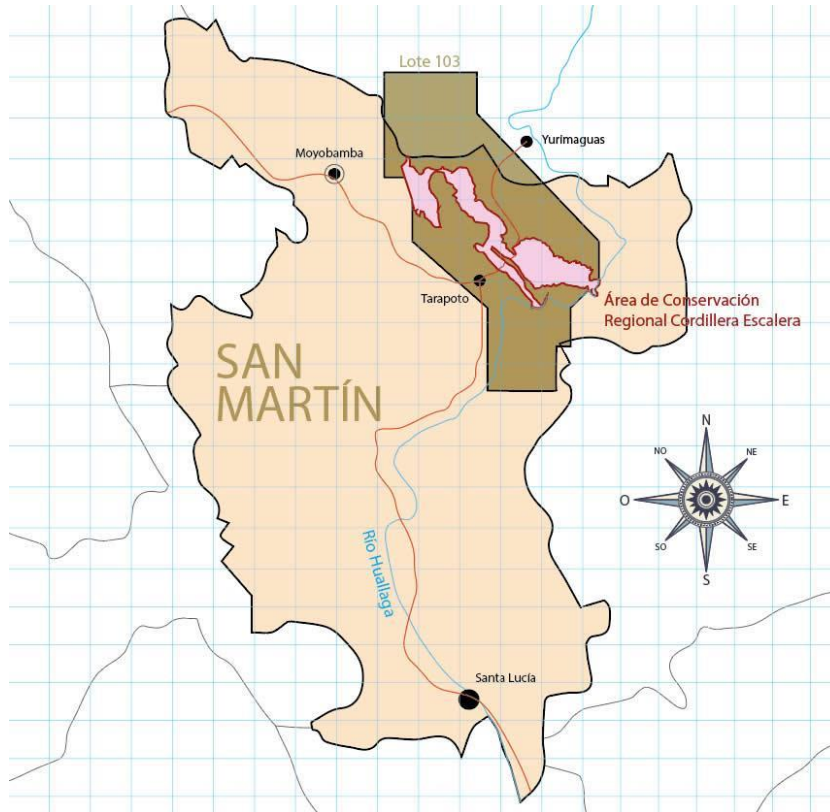 Lote 103
Yurimaguas
Moyobamba
Tarapoto
Área de Conservación
Regional Cordillera Escalera
SAN
MARTÍN
N
NO
NE
O
E
SO
SE
S
Río Huallaga
Santa Lucía